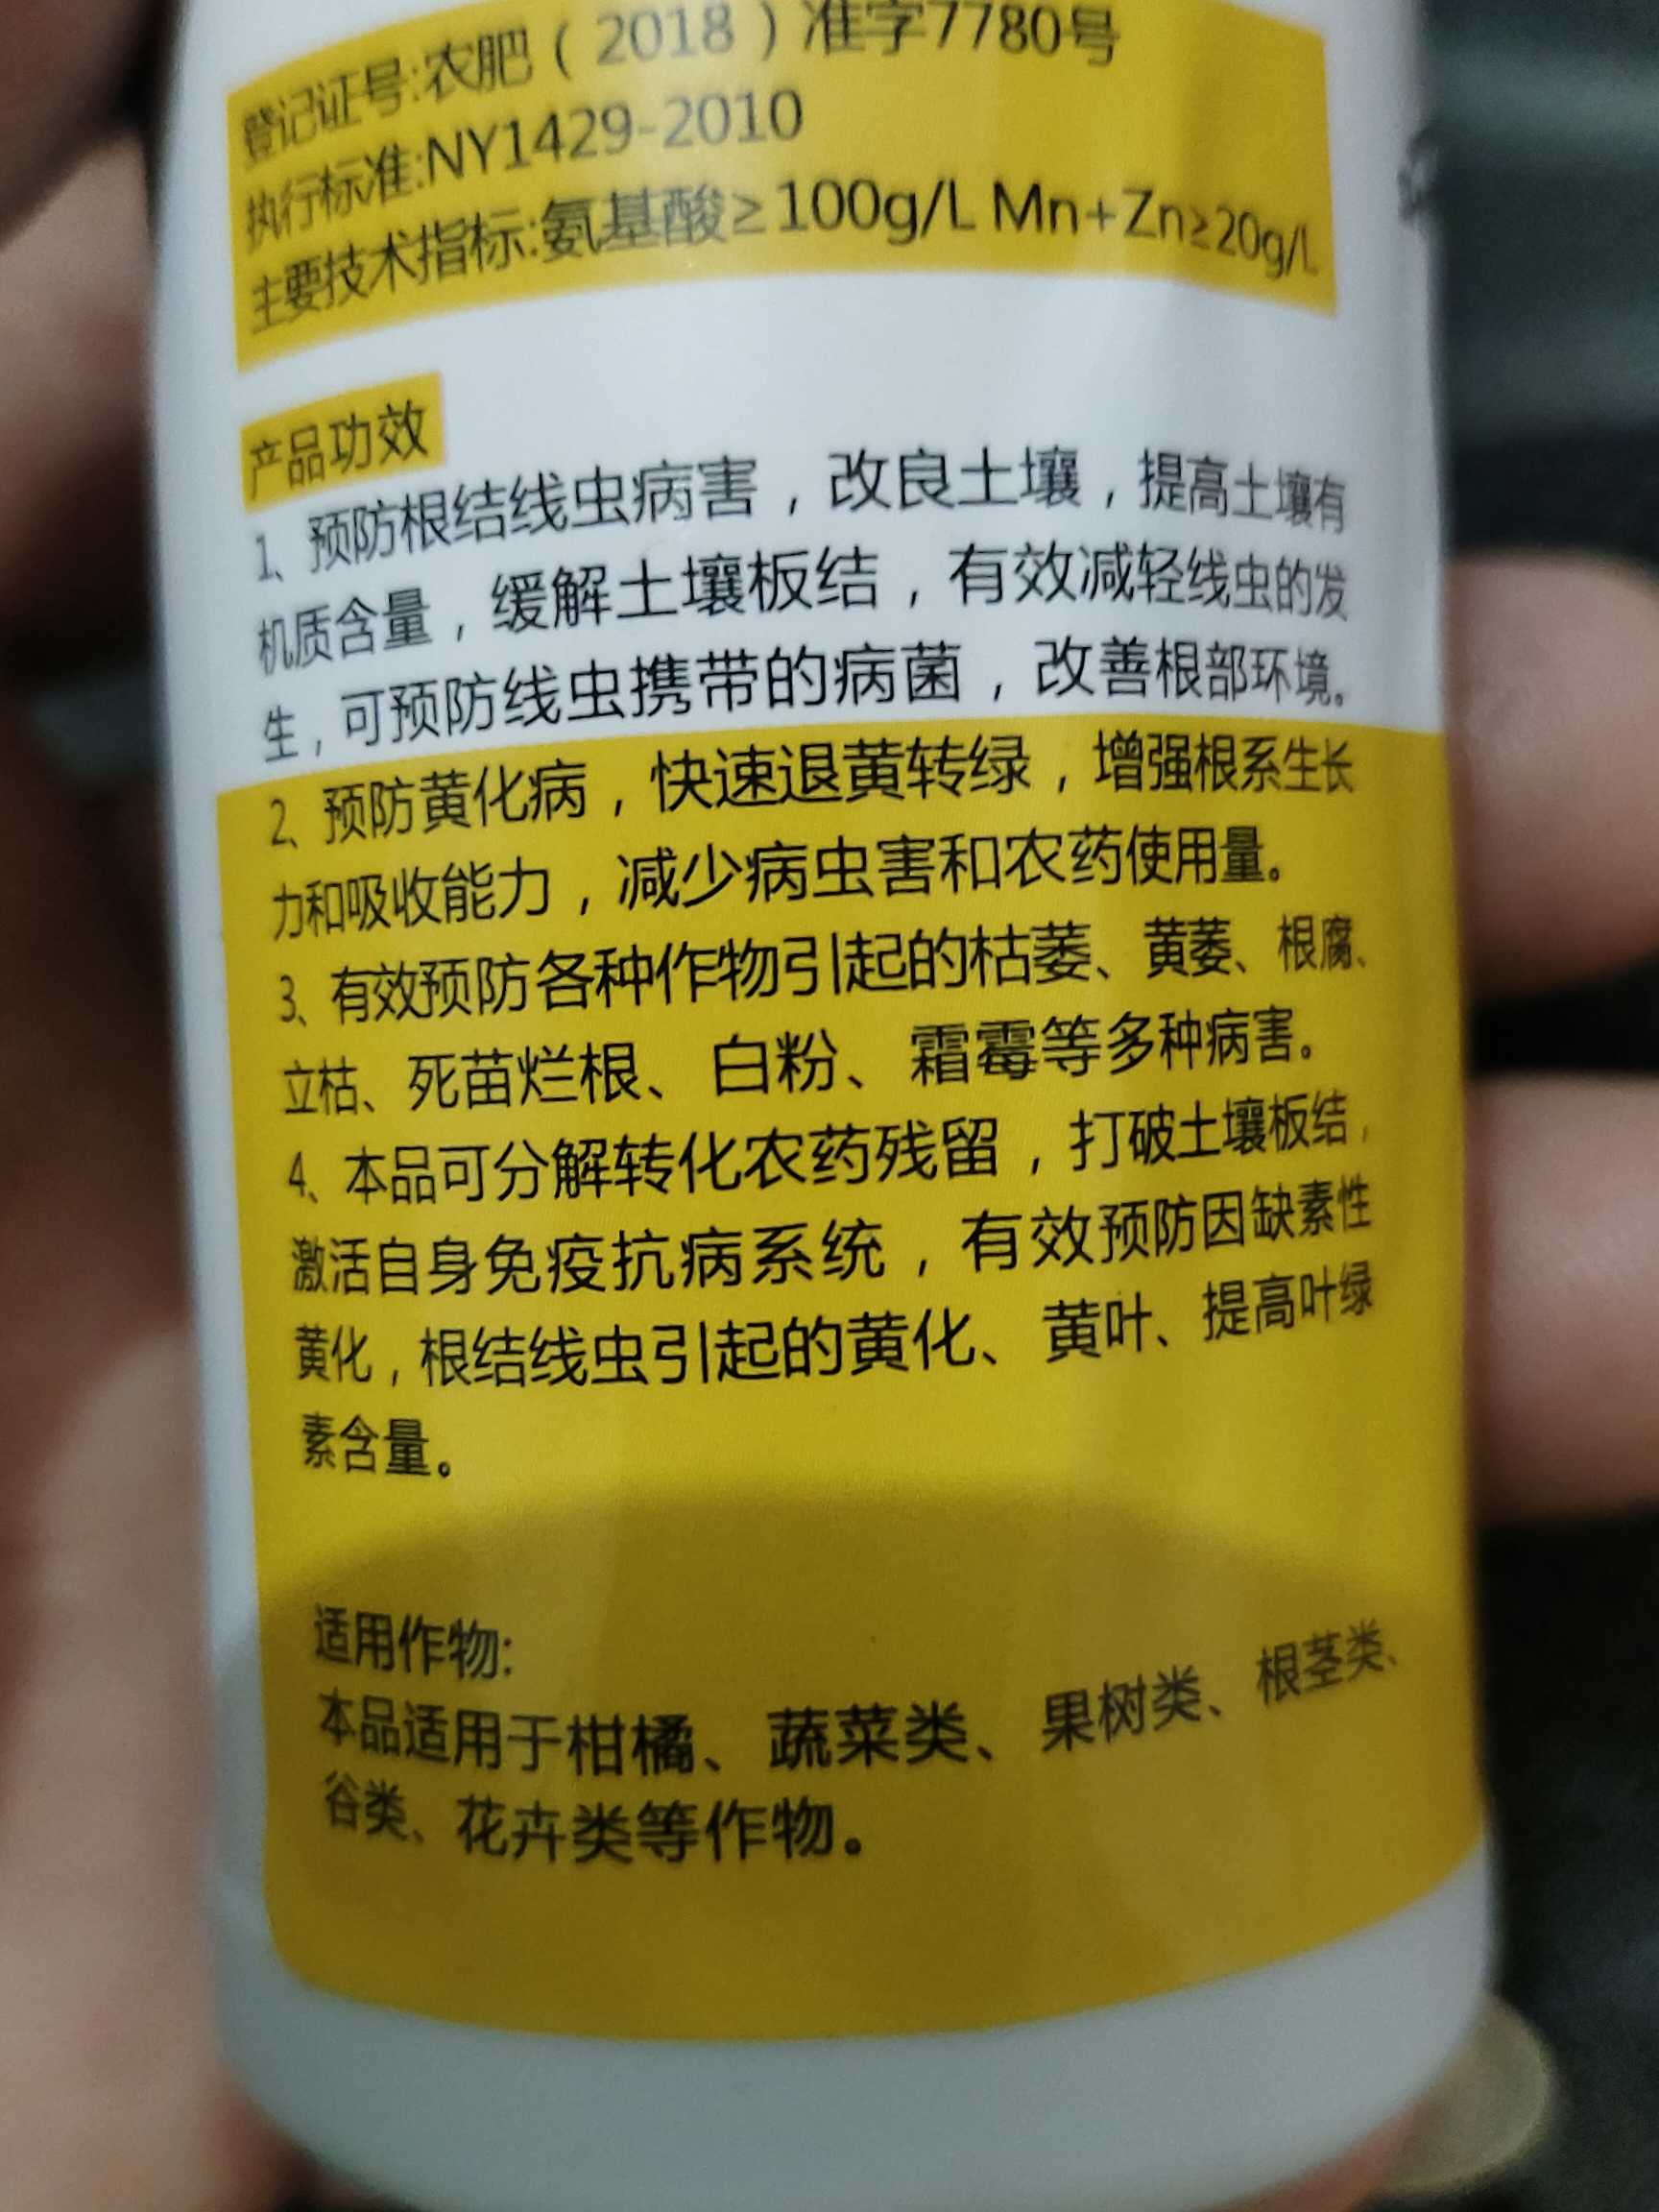 登记证号:农肥（2018）准字7780号
执行标准:NY1429-2010
主要技术指标:氨基酸≥100g/L Mn+Zn≥20g/L
产品功效
1、预防根结线虫病害，改良土壤，提高土壤有
机质含量，缓解土壤板结，有效减轻线虫的发
生，可预防线虫携带的病菌，改善根部环境。
2、预防黄化病，快速退黄转绿，增强根系生长
力和吸收能力，减少病虫害和农药使用量。
3、有效预防各种作物引起的枯萎、黄萎、根腐、
立枯、死苗烂根、白粉、霜霉等多种病害。
4、本品可分解转化农药残留，打破土壤板结，
激活自身免疫抗病系统，有效预防因缺素性
黄化，根结线虫引起的黄化、黄叶、提高叶绿
素含量。
适用作物:
本品适用于柑橘、蔬菜类、果树类、根茎类、
谷类、花卉类等作物。